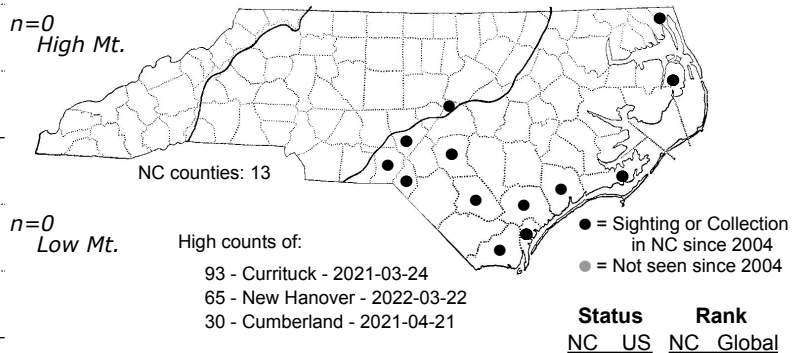 n=0
High Mt.
NC counties: 13
n=0
Low Mt.
High counts of:
93 - Currituck - 2021-03-24
65 - New Hanover - 2022-03-22
30 - Cumberland - 2021-04-21
= Sighting or Collection
in NC since 2004
= Not seen since 2004
Status Rank
NC US NC Global